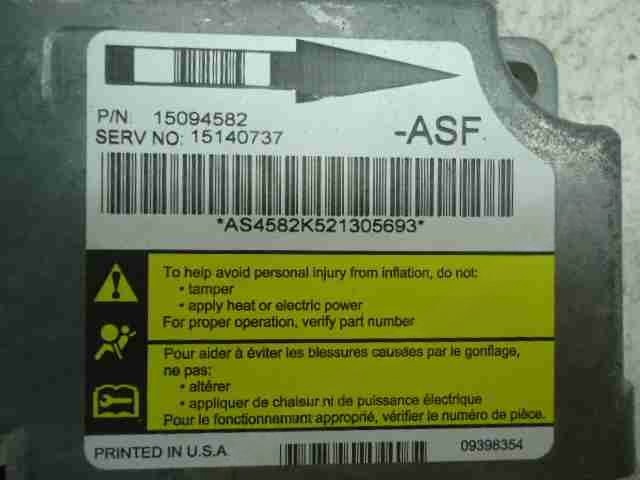 P/N 15094582
SERV NO: 15140737
-ASF
*AS4582K521305693*
To help avoid personal injury from inflation, do not:
• tamper
• apply heat or electric power
For proper operation, verify part number
Pour aider à éviter les blessures causées par le gonflage,
ne pas:
• altérer
• appliquer de chaleur ni de puissance électrique
Pour le fonctionnement approprié, vérifier le numéro de pièce.
PRINTED IN U.S.A
09398354